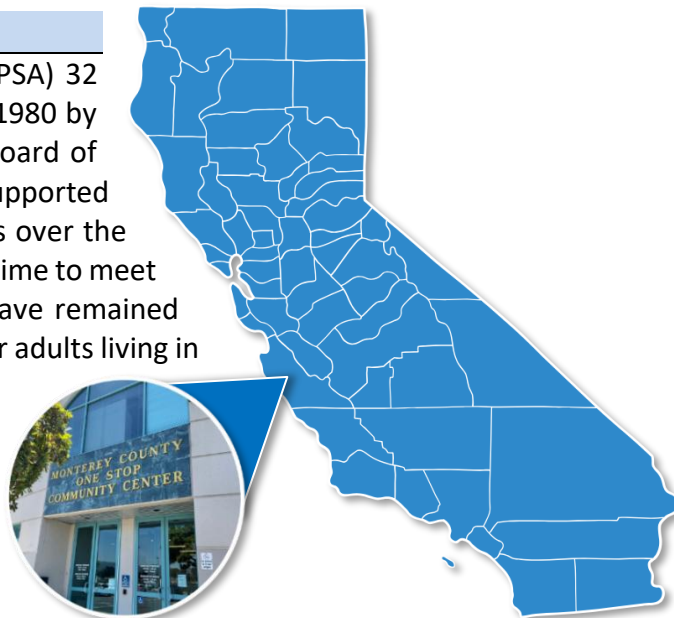 PSA) 32
1980 by
oard of
upported
s over the
ime to meet
ave remained
r adults living in
MONTEREY COUNTY
ONE STOP
COMMUNITY CENTER